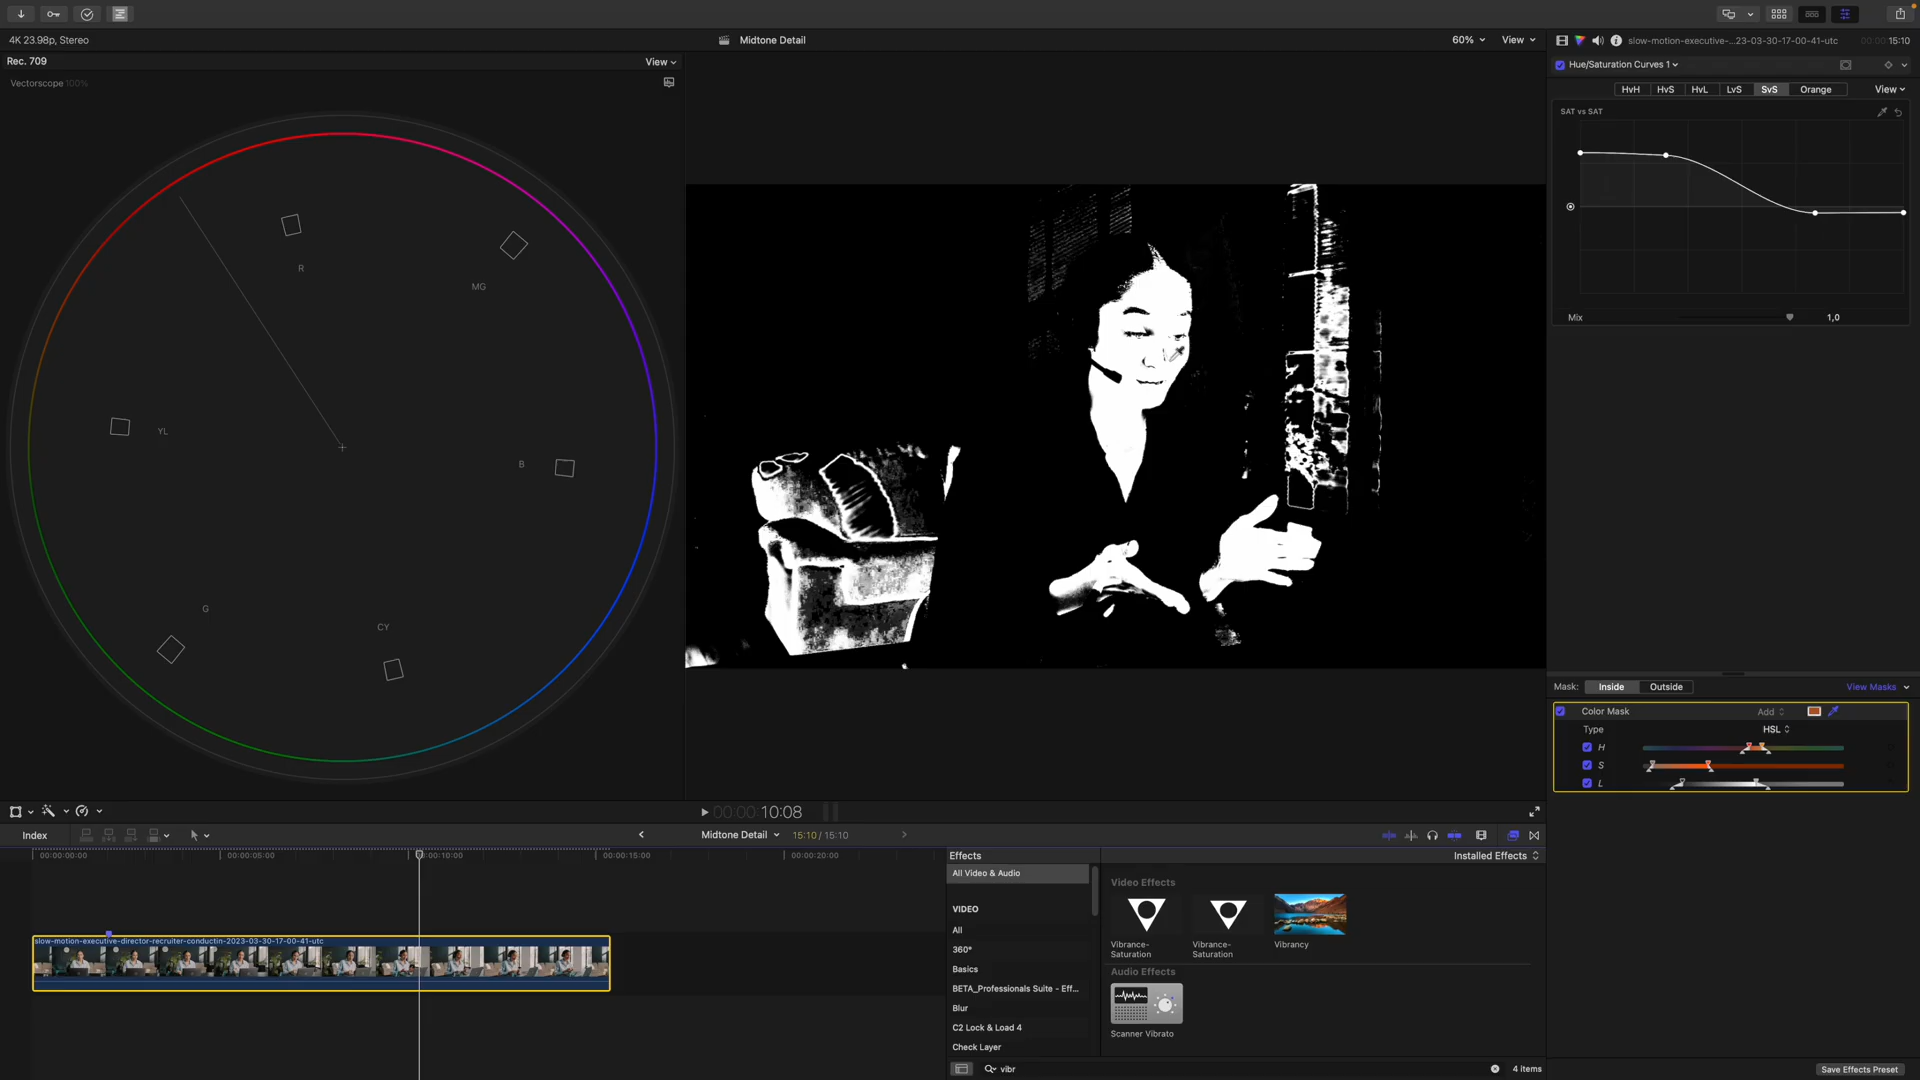 4K 23.98p, Stereo
Midtone Detail
60%
View
slow-motion-executive-...23-03-30-17-00-41-utc
00:00:15:10
Rec. 709
View
Hue/Saturation Curves 1
Vectorscope 100%
HvH
HvS
HvL
LvS
SvS
Orange
View
SAT vs SAT
R
MG
YL
B
G
CY
Mix
1,0
Mask:
Inside
Outside
View Masks
Color Mask
Add
Type
HSL
H
S
L
00:00:10:08
Index
Midtone Detail
15:10 / 15:10
00:00:00:00
00:00:05:00
00:00:10:00
00:00:15:00
00:00:20:00
slow-motion-executive-director-recruiter-conductin-2023-03-30-17-00-41-utc
Effects
Installed Effects
All Video & Audio
VIDEO
All
360°
Basics
BETA_Professionals Suite - Eff...
Blur
C2 Lock & Load 4
Check Layer
Video Effects
Vibrance-
Saturation
Vibrance-
Saturation
Vibrancy
Audio Effects
Scanner Vibrato
vibr
4 items
Save Effects Preset